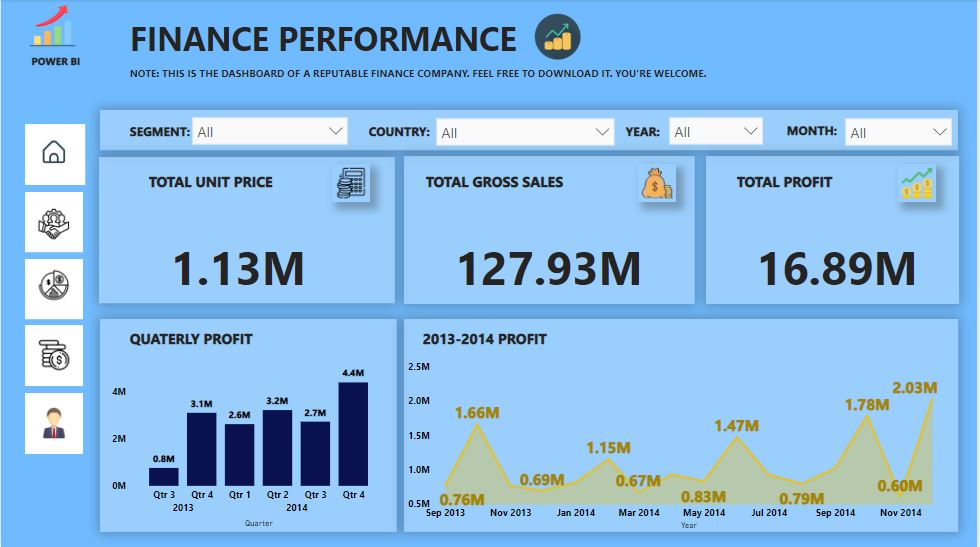 POWER BI
FINANCE PERFORMANCE
NOTE: THIS IS THE DASHBOARD OF A REPUTABLE FINANCE COMPANY. FEEL FREE TO DOWNLOAD IT. YOU'RE WELCOME.
SEGMENT: All COUNTRY: All YEAR: All MONTH: All
TOTAL UNIT PRICE
1.13M
TOTAL GROSS SALES
127.93M
TOTAL PROFIT
16.89M
QUATERLY PROFIT
4M
2M
0M
0.8M 3.1M 2.6M 3.2M 2.7M 4.4M
Qtr 3 Qtr 4 Qtr 1 Qtr 2 Qtr 3 Qtr 4
2013 2014
Quarter
2013-2014 PROFIT
2.5M
2.0M
1.5M
1.0M
0.5M
0.76M 1.66M 0.69M 1.15M 0.67M 0.83M 1.47M 0.79M 1.78M 0.60M 2.03M
Sep 2013 Nov 2013 Jan 2014 Mar 2014 May 2014 Jul 2014 Sep 2014 Nov 2014
Year